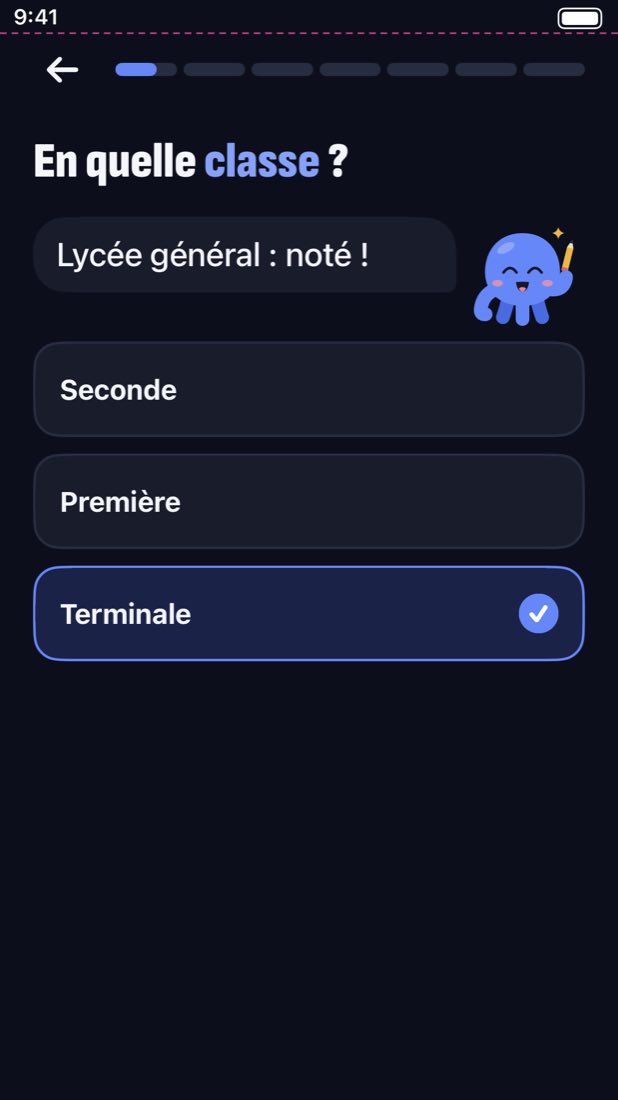 9:41
En quelle classe ?
Lycée général : noté !
Seconde
Première
Terminale